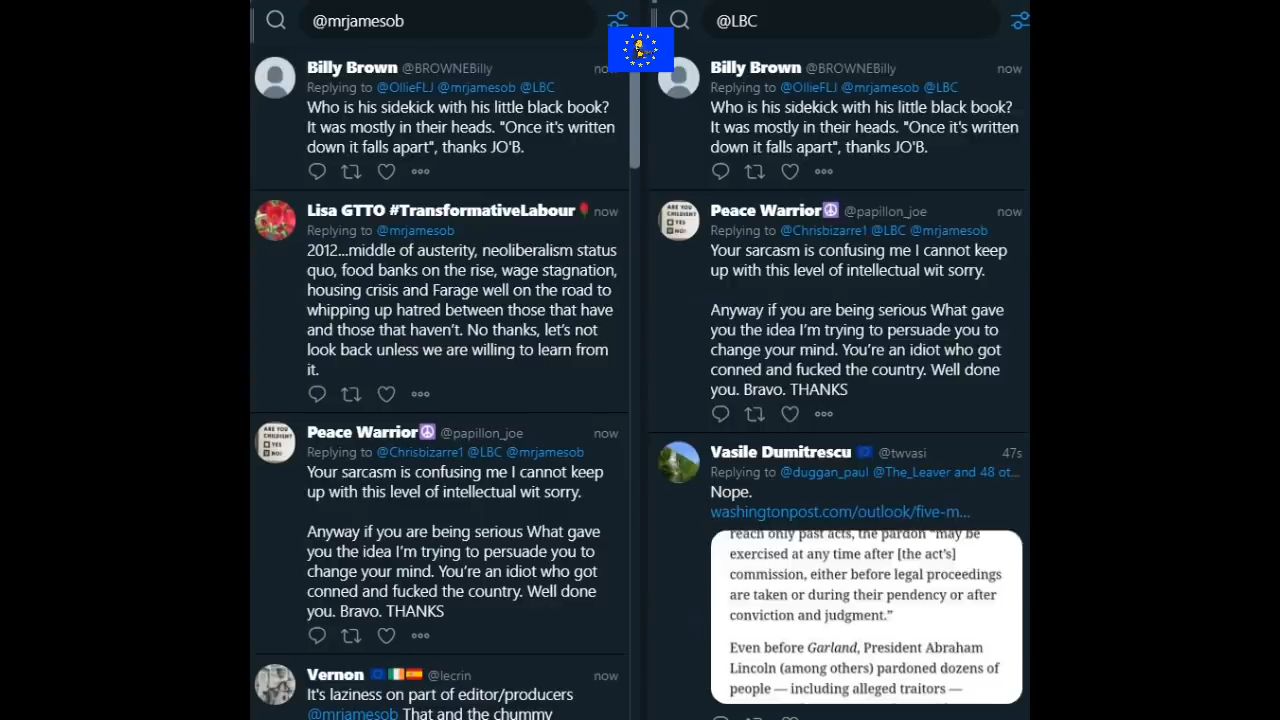 @mrjamesob
Billy Brown @BROWNEBilly now
Replying to @OllieFLJ @mrjamesob @LBC
Who is his sidekick with his little black book?
It was mostly in their heads. "Once it's written
down it falls apart", thanks JO'B.
Lisa GTTO #TransformativeLabour🌹 now
Replying to @mrjamesob
2012...middle of austerity, neoliberalism status
quo, food banks on the rise, wage stagnation,
housing crisis and Farage well on the road to
whipping up hatred between those that have
and those that haven't. No thanks, let's not
look back unless we are willing to learn from
it.
Peace Warrior☮ @papillon_joe now
Replying to @Chrisbizarre1 @LBC @mrjamesob
Your sarcasm is confusing me I cannot keep
up with this level of intellectual wit sorry.
Anyway if you are being serious What gave
you the idea I'm trying to persuade you to
change your mind. You're an idiot who got
conned and fucked the country. Well done
you. Bravo. THANKS
Vernon 🇪🇺🇮🇪🇪🇸 @lecrin now
It's laziness on part of editor/producers
@mrjamesob That and the chummy
@LBC
Billy Brown @BROWNEBilly now
Replying to @OllieFLJ @mrjamesob @LBC
Who is his sidekick with his little black book?
It was mostly in their heads. "Once it's written
down it falls apart", thanks JO'B.
Peace Warrior☮ @papillon_joe now
Replying to @Chrisbizarre1 @LBC @mrjamesob
Your sarcasm is confusing me I cannot keep
up with this level of intellectual wit sorry.
Anyway if you are being serious What gave
you the idea I'm trying to persuade you to
change your mind. You're an idiot who got
conned and fucked the country. Well done
you. Bravo. THANKS
Vasile Dumitrescu 🇪🇺 @twvasi 47s
Replying to @duggan_paul @The_Leaver and 48 ot...
Nope.
washingtonpost.com/outlook/five-m...
reach only past acts, the pardon "may be
exercised at any time after [the act's]
commission, either before legal proceedings
are taken or during their pendency or after
conviction and judgment."
Even before Garland, President Abraham
Lincoln (among others) pardoned dozens of
people — including alleged traitors —